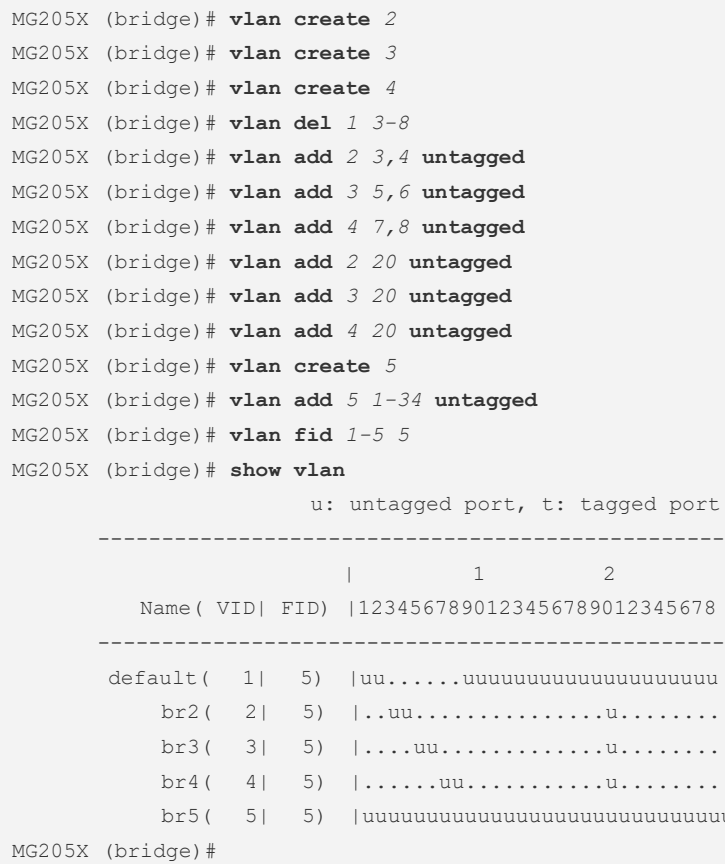 MG205X (bridge)# vlan create 2
MG205X (bridge)# vlan create 3
MG205X (bridge)# vlan create 4
MG205X (bridge)# vlan del 1 3-8
MG205X (bridge)# vlan add 2 3,4 untagged
MG205X (bridge)# vlan add 3 5,6 untagged
MG205X (bridge)# vlan add 4 7,8 untagged
MG205X (bridge)# vlan add 2 20 untagged
MG205X (bridge)# vlan add 3 20 untagged
MG205X (bridge)# vlan add 4 20 untagged
MG205X (bridge)# vlan create 5
MG205X (bridge)# vlan add 5 1-34 untagged
MG205X (bridge)# vlan fid 1-5 5
MG205X (bridge)# show vlan
u: untagged port, t: tagged port
-------------------------------------------------
|         1         2
Name( VID| FID) |1234567890123456789012345678
-------------------------------------------------
default(   1|   5) |uu......uuuuuuuuuuuuuuuuuuuu
br2(   2|   5) |..uu...............u........
br3(   3|   5) |....uu.............u........
br4(   4|   5) |......uu...........u........
br5(   5|   5) |uuuuuuuuuuuuuuuuuuuuuuuuuuuu
MG205X (bridge)#